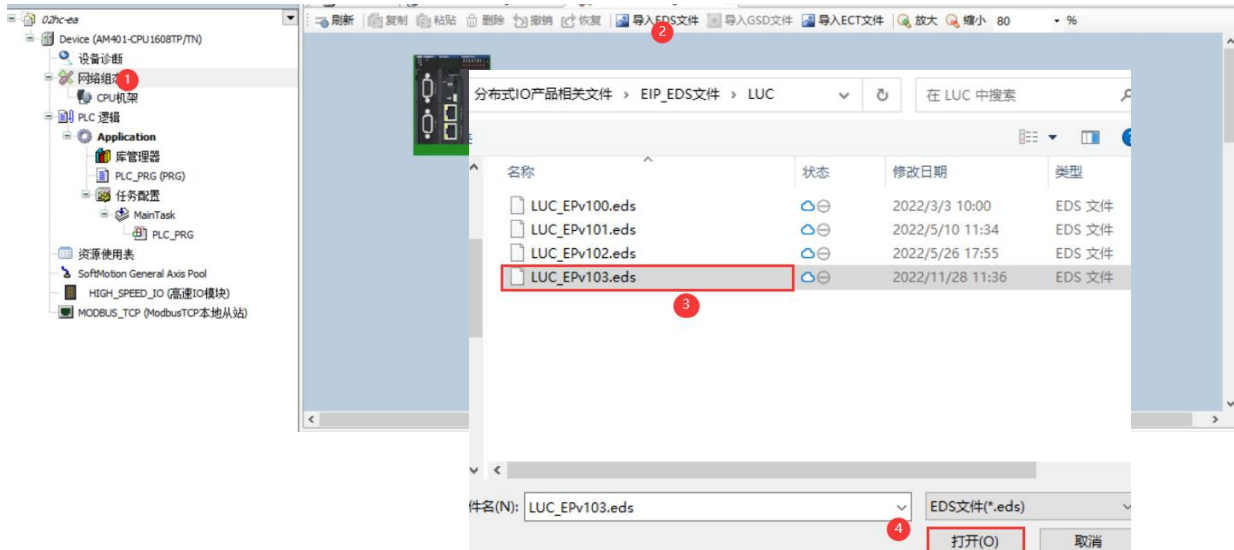 02hc-ea
Device (AM401-CPU1608TP/TN)
设备诊断
网络组
1
CPU机架
PLC 逻辑
Application
库管理器
PLC_PRG (PRG)
任务配置
MainTask
PLC_PRG
资源使用表
SoftMotion General Axis Pool
HIGH_SPEED_IO (高速IO模块)
MODBUS_TCP (ModbusTCP本地从站)
刷新 复制 粘贴 删除 撤销 恢复 导入EDS文件 导入GSD文件 导入ECT文件 放大 缩小 80 %
2
分布式IO产品相关文件 > EIP_EDS文件 > LUC 在 LUC 中搜索
名称 状态 修改日期 类型
LUC_EPv100.eds 2022/3/3 10:00 EDS 文件
LUC_EPv101.eds 2022/5/10 11:34 EDS 文件
LUC_EPv102.eds 2022/5/26 17:55 EDS 文件
LUC_EPv103.eds 2022/11/28 11:36 EDS 文件
3
件名(N): LUC_EPv103.eds EDS文件(*.eds)
4
打开(O) 取消